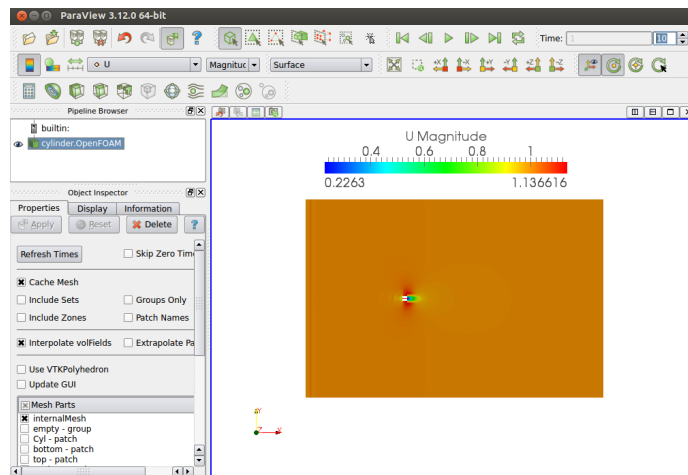 ParaView 3.12.0 64-bit
Time: 1 10
U Magnituc Surface
Pipeline Browser
builtin:
cylinder.OpenFOAM
Object Inspector
Properties Display Information
Apply Reset Delete ?
Refresh Times Skip Zero Time
Cache Mesh
Include Sets Groups Only
Include Zones Patch Names
Interpolate volFields Extrapolate Pa
Use VTKPolyhedron
Update GUI
Mesh Parts
internalMesh
empty - group
Cyl - patch
bottom - patch
top - patch
U Magnitude
0.4 0.6 0.8 1
0.2263 1.136616
Y
Z X